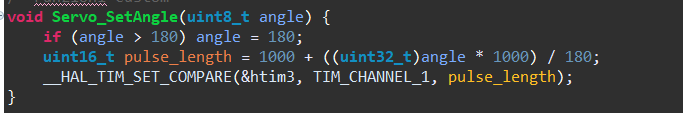 void Servo_SetAngle(uint8_t angle) {
if (angle > 180) angle = 180;
uint16_t pulse_length = 1000 + ((uint32_t)angle * 1000) / 180;
__HAL_TIM_SET_COMPARE(&htim3, TIM_CHANNEL_1, pulse_length);
}